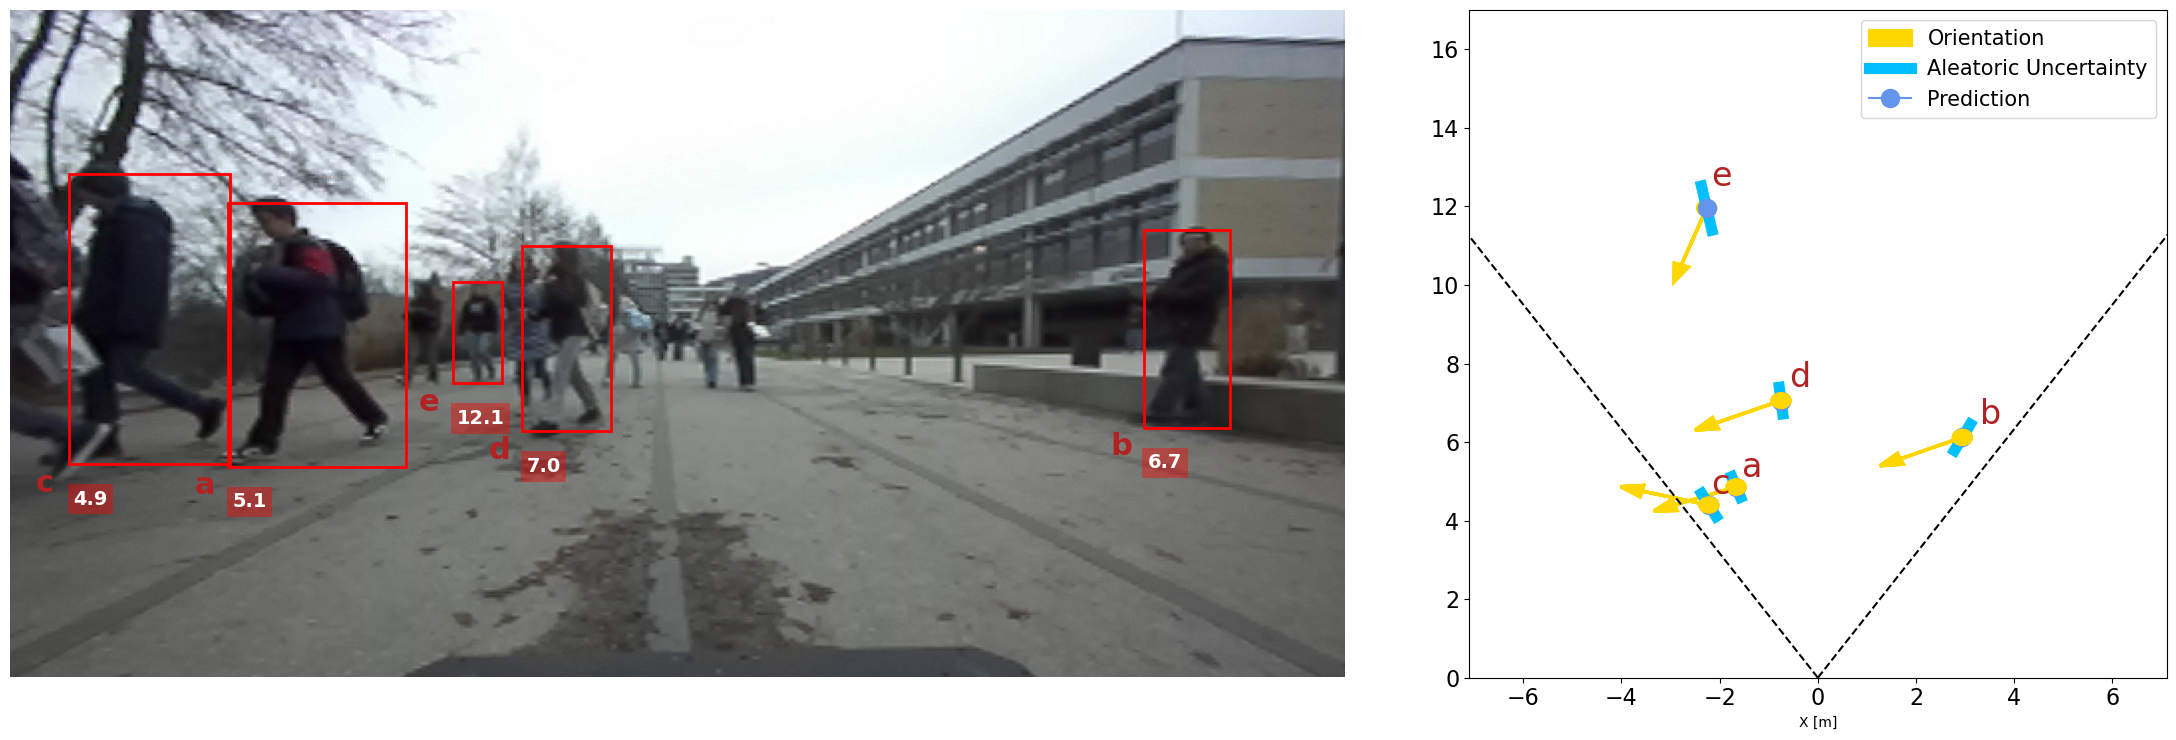 c
4.9
a
5.1
e
12.1
d
7.0
b
6.7
Orientation
Aleatoric Uncertainty
Prediction
16
14
12
10
8
6
4
2
0
e
d
b
a
c
−6 −4 −2 0 2 4 6
X [m]